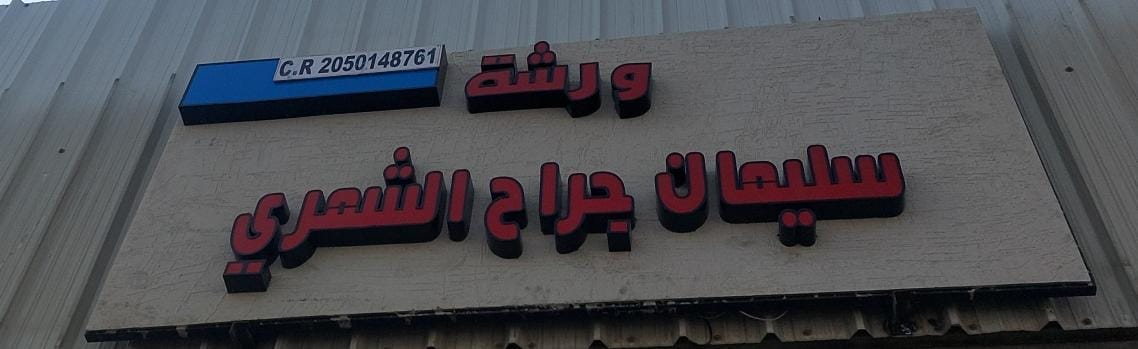 ورشة
C.R 2050148761
سليمان جراح الشمري